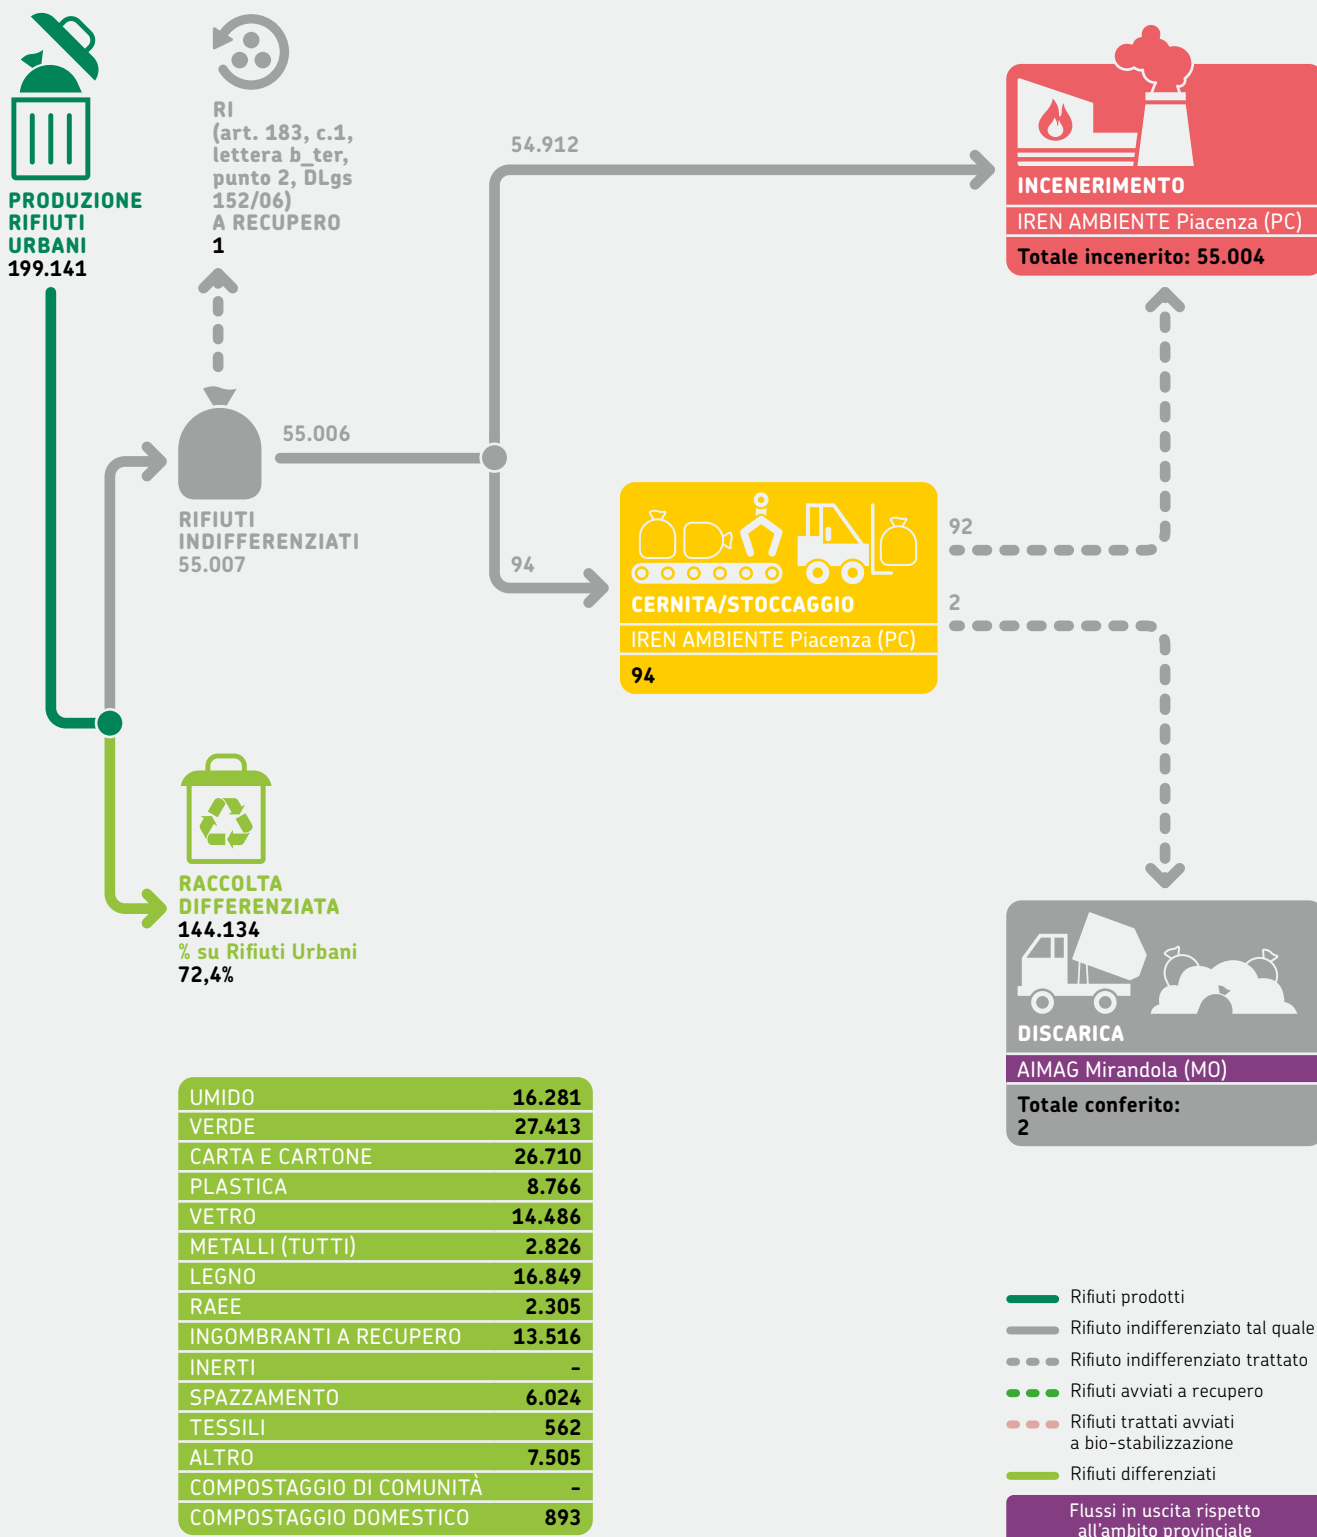 PRODUZIONE
RIFIUTI
URBANI
199.141
RI
(art. 183, c.1,
lettera b_ter,
punto 2, DLgs
152/06)
A RECUPERO
1
54.912
INCENERIMENTO
IREN AMBIENTE Piacenza (PC)
Totale incenerito: 55.004
55.006
RIFIUTI
INDIFFERENZIATI
55.007
94
CERNITA/STOCCAGGIO
IREN AMBIENTE Piacenza (PC)
94
92
2
RACCOLTA
DIFFERENZIATA
144.134
% su Rifiuti Urbani
72,4%
DISCARICA
AIMAG Mirandola (MO)
Totale conferito:
2
UMIDO 16.281
VERDE 27.413
CARTA E CARTONE 26.710
PLASTICA 8.766
VETRO 14.486
METALLI (TUTTI) 2.826
LEGNO 16.849
RAEE 2.305
INGOMBRANTI A RECUPERO 13.516
INERTI -
SPAZZAMENTO 6.024
TESSILI 562
ALTRO 7.505
COMPOSTAGGIO DI COMUNITÀ -
COMPOSTAGGIO DOMESTICO 893
Rifiuti prodotti
Rifiuto indifferenziato tal quale
Rifiuto indifferenziato trattato
Rifiuti avviati a recupero
Rifiuti trattati avviati
a bio-stabilizzazione
Rifiuti differenziati
Flussi in uscita rispetto
all'ambito provinciale